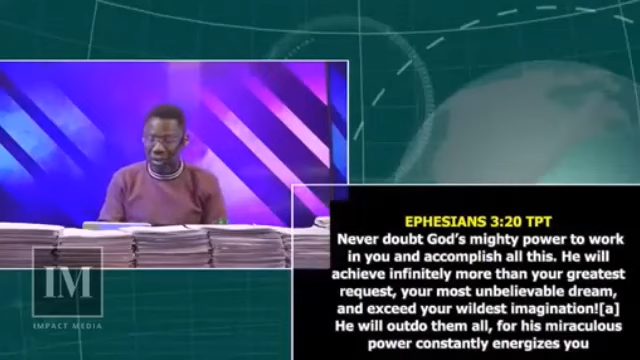 EPHESIANS 3:20 TPT
Never doubt God's mighty power to work
in you and accomplish all this. He will
achieve infinitely more than your greatest
request, your most unbelievable dream,
and exceed your wildest imagination![a]
He will outdo them all, for his miraculous
power constantly energizes you
IM
IMPACT MEDIA